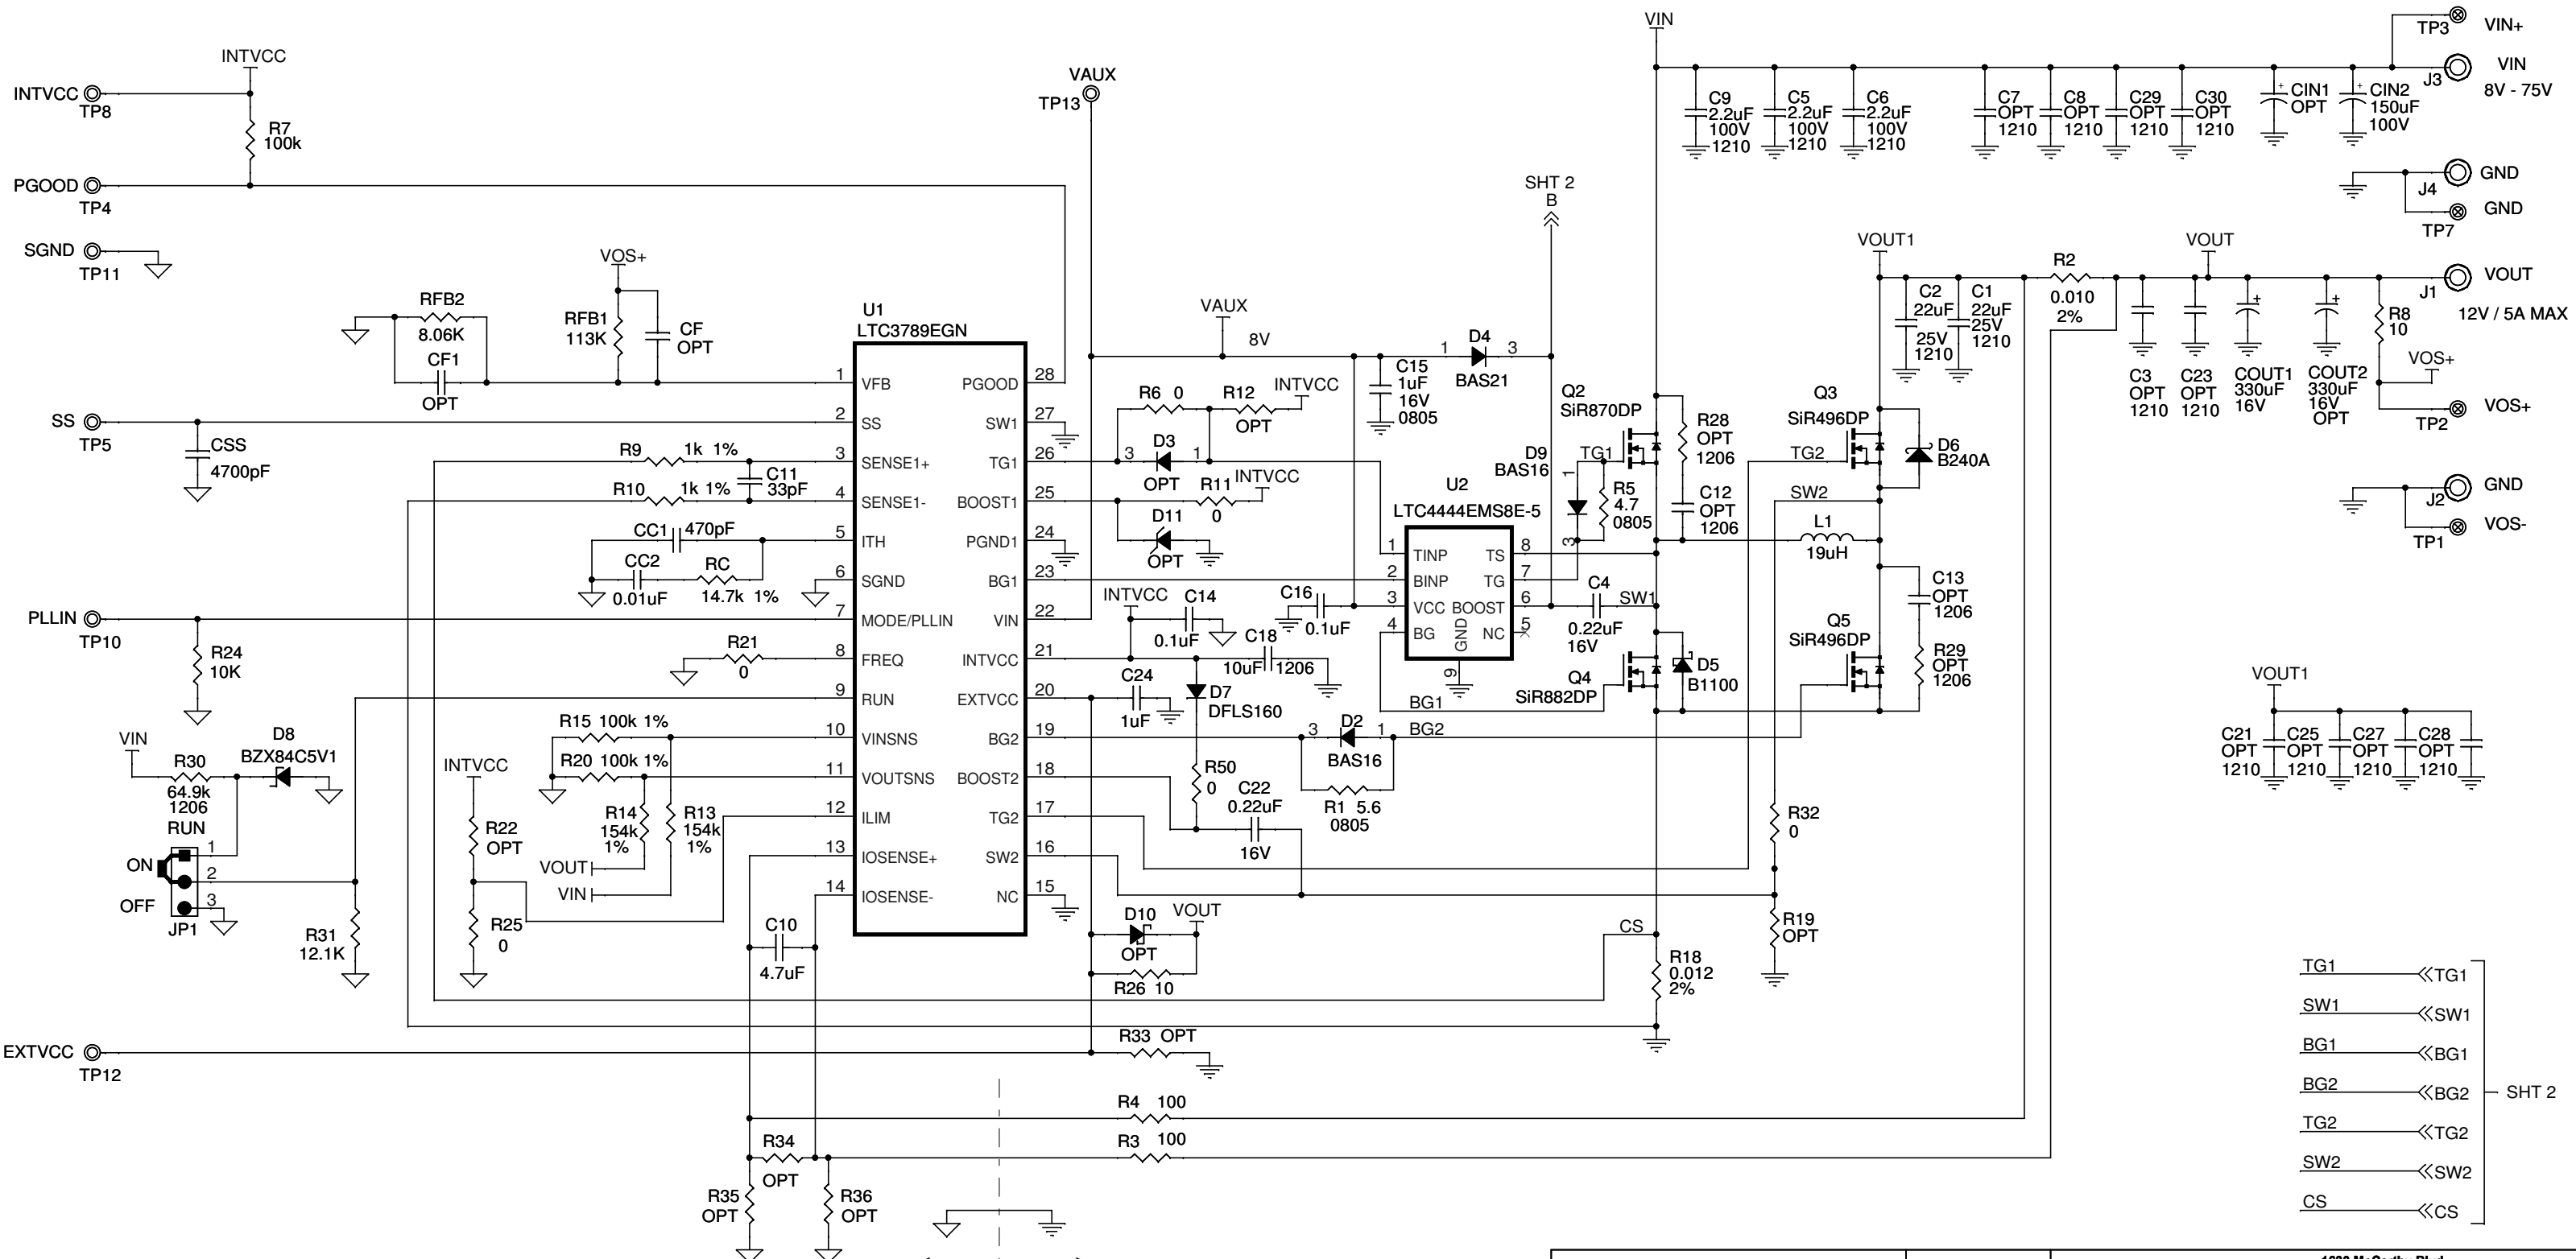 INTVCC
INTVCC
TP8
R7
100k
PGOOD
TP4
SGND
TP11
VOS+
RFB2
8.06K
CF1
OPT
RFB1
113K
CF
OPT
SS
TP5
CSS
4700pF
R9 1k 1%
R10 1k 1%
C11
33pF
CC1 470pF
CC2
0.01uF
RC
14.7k 1%
PLLIN
TP10
R24
10K
R21
0
VIN
R30
64.9k
1206
D8
BZX84C5V1
RUN
ON
OFF
1
2
3
JP1
R31
12.1K
R15 100k 1%
R20 100k 1%
INTVCC
R22
OPT
R25
0
R14
154k
1%
R13
154k
1%
VOUT
VIN
C10
4.7uF
EXTVCC
TP12
R34
OPT
R35
OPT
R36
OPT
U1
LTC3789EGN
1 VFB
2 SS
3 SENSE1+
4 SENSE1-
5 ITH
6 SGND
7 MODE/PLLIN
8 FREQ
9 RUN
10 VINSNS
11 VOUTSNS
12 ILIM
13 IOSENSE+
14 IOSENSE-
PGOOD 28
SW1 27
TG1 26
BOOST1 25
PGND1 24
BG1 23
VIN 22
INTVCC 21
EXTVCC 20
BG2 19
BOOST2 18
TG2 17
SW2 16
NC 15
VAUX
TP13
VAUX
8V
R6 0
R12
OPT
INTVCC
3 D3 1
OPT
R11
0
INTVCC
D11
OPT
INTVCC
C14
0.1uF
C18
10uF 1206
C24
1uF
D7
DFLS160
R50
0
C22
0.22uF
16V
3 D2 1
BAS16
BG2
R1 5.6
0805
D10
OPT
VOUT
R26 10
R33 OPT
R4 100
R3 100
C15
1uF
16V
0805
1 D4 3
BAS21
SHT 2
B
C16
0.1uF
U2
LTC4444EMS8E-5
1 TINP
2 BINP
3 VCC
4 BG
TS 8
TG 7
BOOST 6
NC 5
GND
9
BG1
D9
BAS16
1
3
TG1
R5
4.7
0805
Q2
SiR870DP
R28
OPT
1206
C12
OPT
1206
C4
0.22uF
16V
SW1
Q4
SiR882DP
D5
B1100
CS
R18
0.012
2%
VIN
C9
2.2uF
100V
1210
C5
2.2uF
100V
1210
C6
2.2uF
100V
1210
C7
OPT
1210
C8
OPT
1210
C29
OPT
1210
C30
OPT
1210
+
CIN1
OPT
+
CIN2
150uF
100V
TP3
VIN+
J3
VIN
8V - 75V
J4
GND
TP7
GND
VOUT1
Q3
SiR496DP
TG2
D6
B240A
SW2
L1
19uH
C13
OPT
1206
R29
OPT
1206
Q5
SiR496DP
R32
0
R19
OPT
C2
22uF
25V
1210
C1
22uF
25V
1210
R2
0.010
2%
VOUT
C3
OPT
1210
C23
OPT
1210
+
COUT1
330uF
16V
+
COUT2
330uF
16V
OPT
R8
10
VOS+
J1
VOUT
12V / 5A MAX
TP2
VOS+
J2
GND
TP1
VOS-
VOUT1
C21
OPT
1210
C25
OPT
1210
C27
OPT
1210
C28
OPT
1210
TG1 TG1
SW1 SW1
BG1 BG1
BG2 BG2
TG2 TG2
SW2 SW2
CS CS
SHT 2